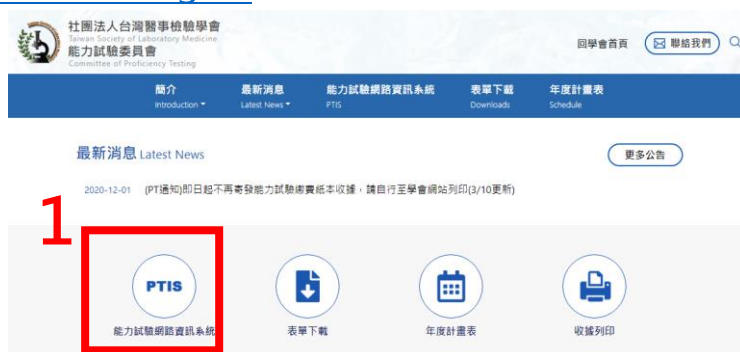 社團法人台灣醫事檢驗學會
Taiwan Society of Laboratory Medicine
能力試驗委員會
Committee of Proficiency Testing
回學會首頁
聯絡我們
簡介
Introduction
最新消息
Latest News
能力試驗網路資訊系統
PTIS
表單下載
Downloads
年度計畫表
Schedule
最新消息 Latest News
更多公告
2020-12-01 (PT通知)即日起不再寄發能力試驗繳費紙本收據,請自行至學會網站列印(3/10更新)
1
PTIS
能力試驗網路資訊系統
表單下載
年度計畫表
收據列印